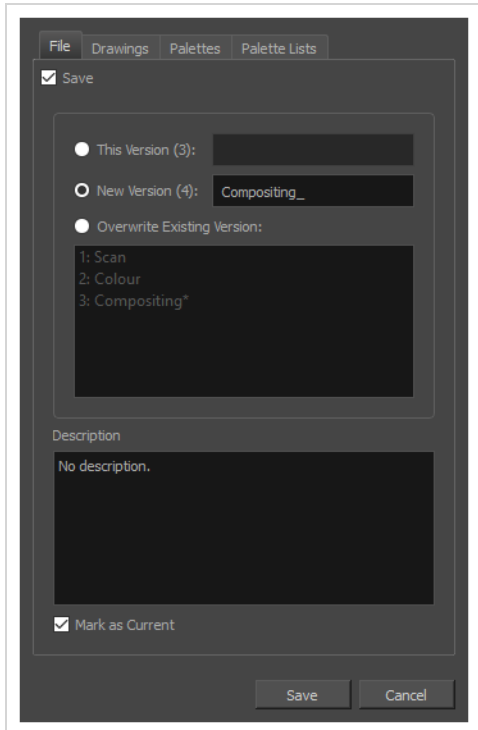 File Drawings Palettes Palette Lists
Save
This Version (3):
New Version (4): Compositing_
Overwrite Existing Version:
1: Scan
2: Colour
3: Compositing*
Description
No description.
Mark as Current
Save Cancel